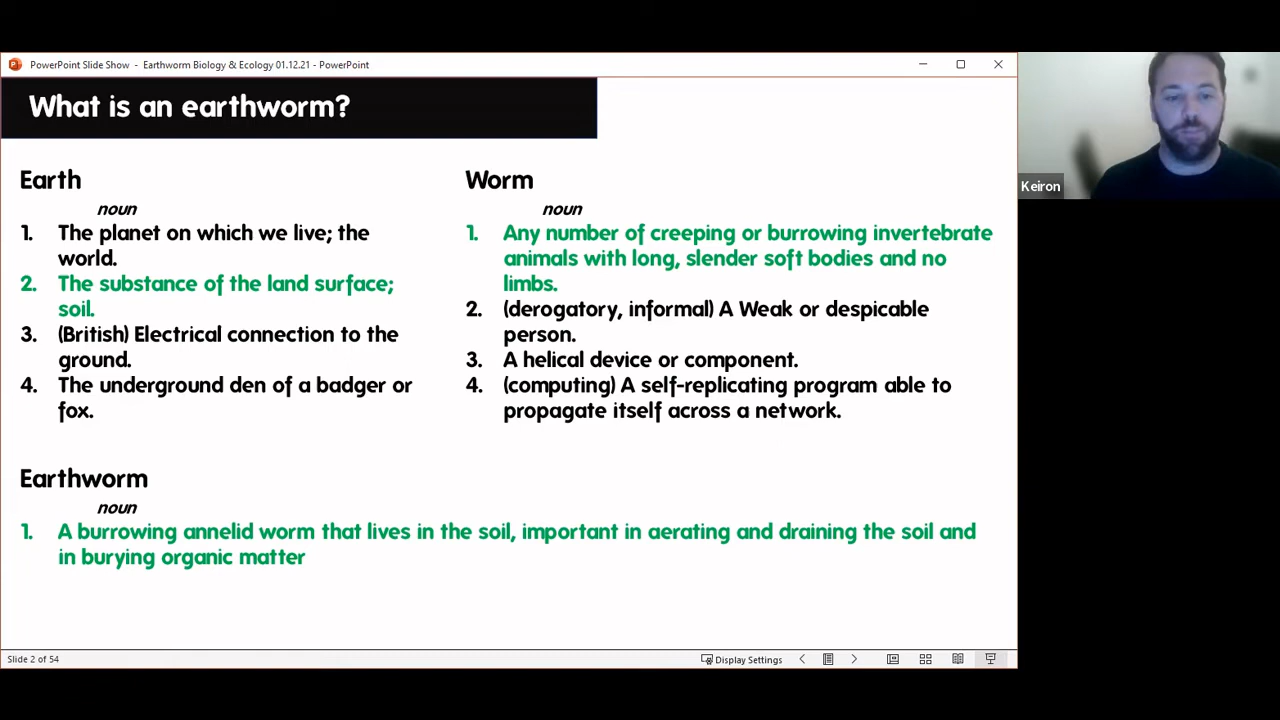 PowerPoint Slide Show - Earthworm Biology & Ecology 01.12.21 - PowerPoint
What is an earthworm?
Earth
noun
1. The planet on which we live; the
world.
2. The substance of the land surface;
soil.
3. (British) Electrical connection to the
ground.
4. The underground den of a badger or
fox.
Worm
noun
1. Any number of creeping or burrowing invertebrate
animals with long, slender soft bodies and no
limbs.
2. (derogatory, informal) A Weak or despicable
person.
3. A helical device or component.
4. (computing) A self-replicating program able to
propagate itself across a network.
Earthworm
noun
1. A burrowing annelid worm that lives in the soil, important in aerating and draining the soil and
in burying organic matter
Keiron
Slide 2 of 54
Display Settings